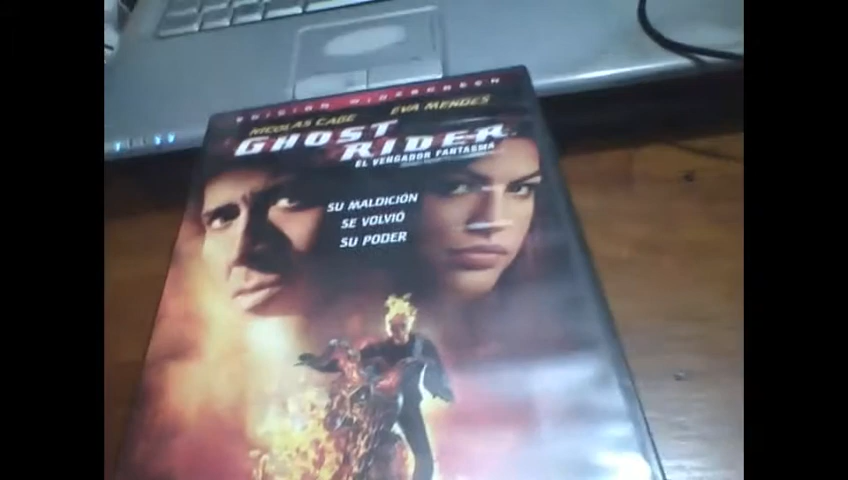 EDICIÓN WIDESCREEN
NICOLAS CAGE EVA MENDES
GHOST
RIDER
EL VENGADOR FANTASMA
SU MALDICIÓN
SE VOLVIÓ
SU PODER